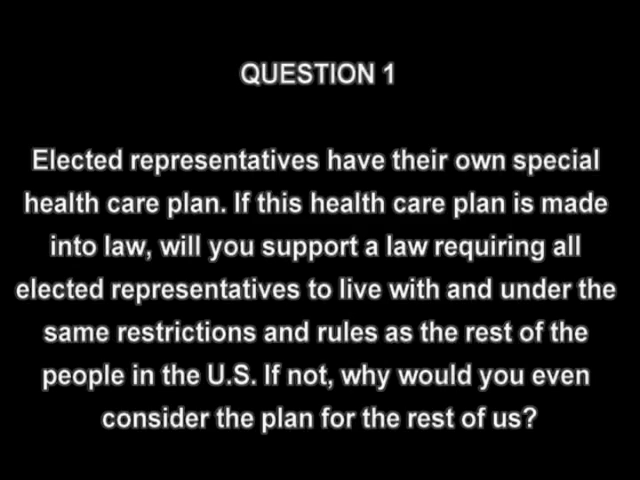 QUESTION 1
Elected representatives have their own special
health care plan. If this health care plan is made
into law, will you support a law requiring all
elected representatives to live with and under the
same restrictions and rules as the rest of the
people in the U.S. If not, why would you even
consider the plan for the rest of us?